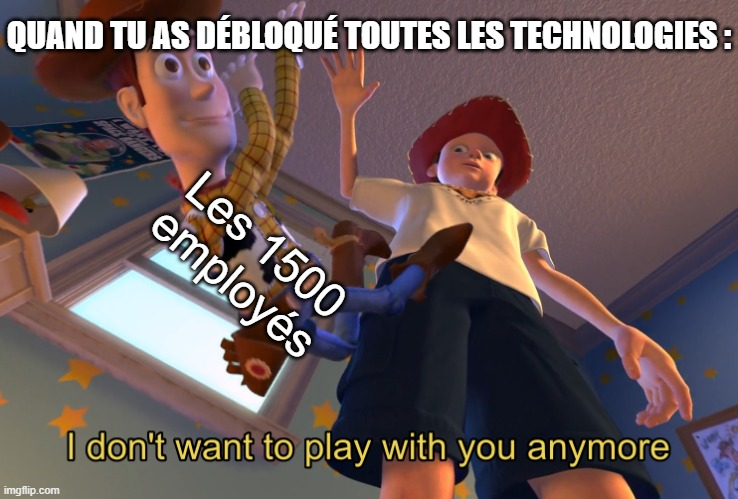 QUAND TU AS DÉBLOQUÉ TOUTES LES TECHNOLOGIES :
Les 1500
employés
I don't want to play with you anymore
imgflip.com